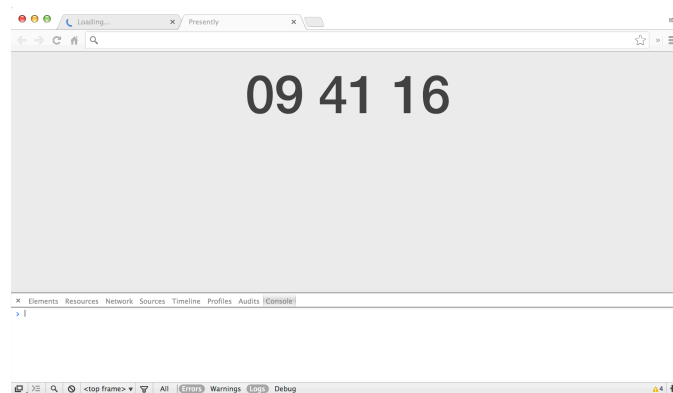 Loading...
Presently
09 41 16
Elements Resources Network Sources Timeline Profiles Audits Console
<top frame> All Errors Warnings Logs Debug 4